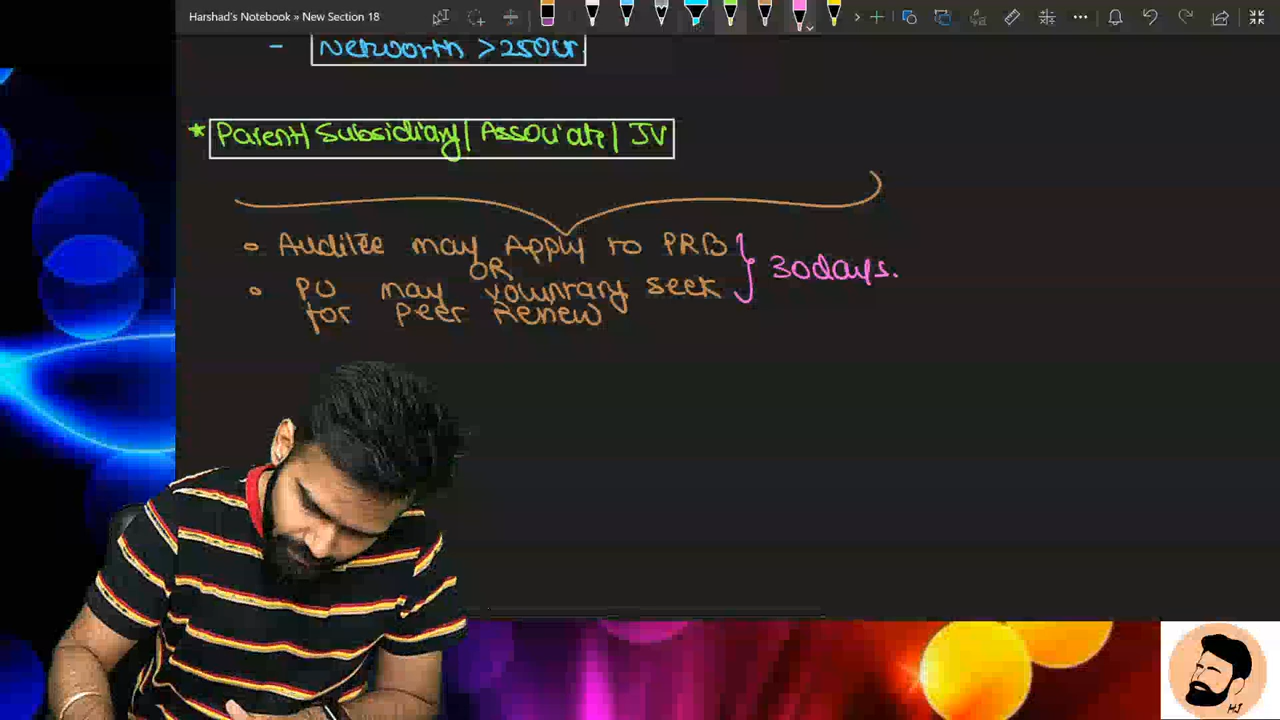 Harshad's Notebook » New Section 18
- Networth >250cr.
* Parent/Subsidiary/Associate/JV
• Auditee may Apply to PRB
OR
• PU may voluntary seek
for Peer Review
30days.
HJ